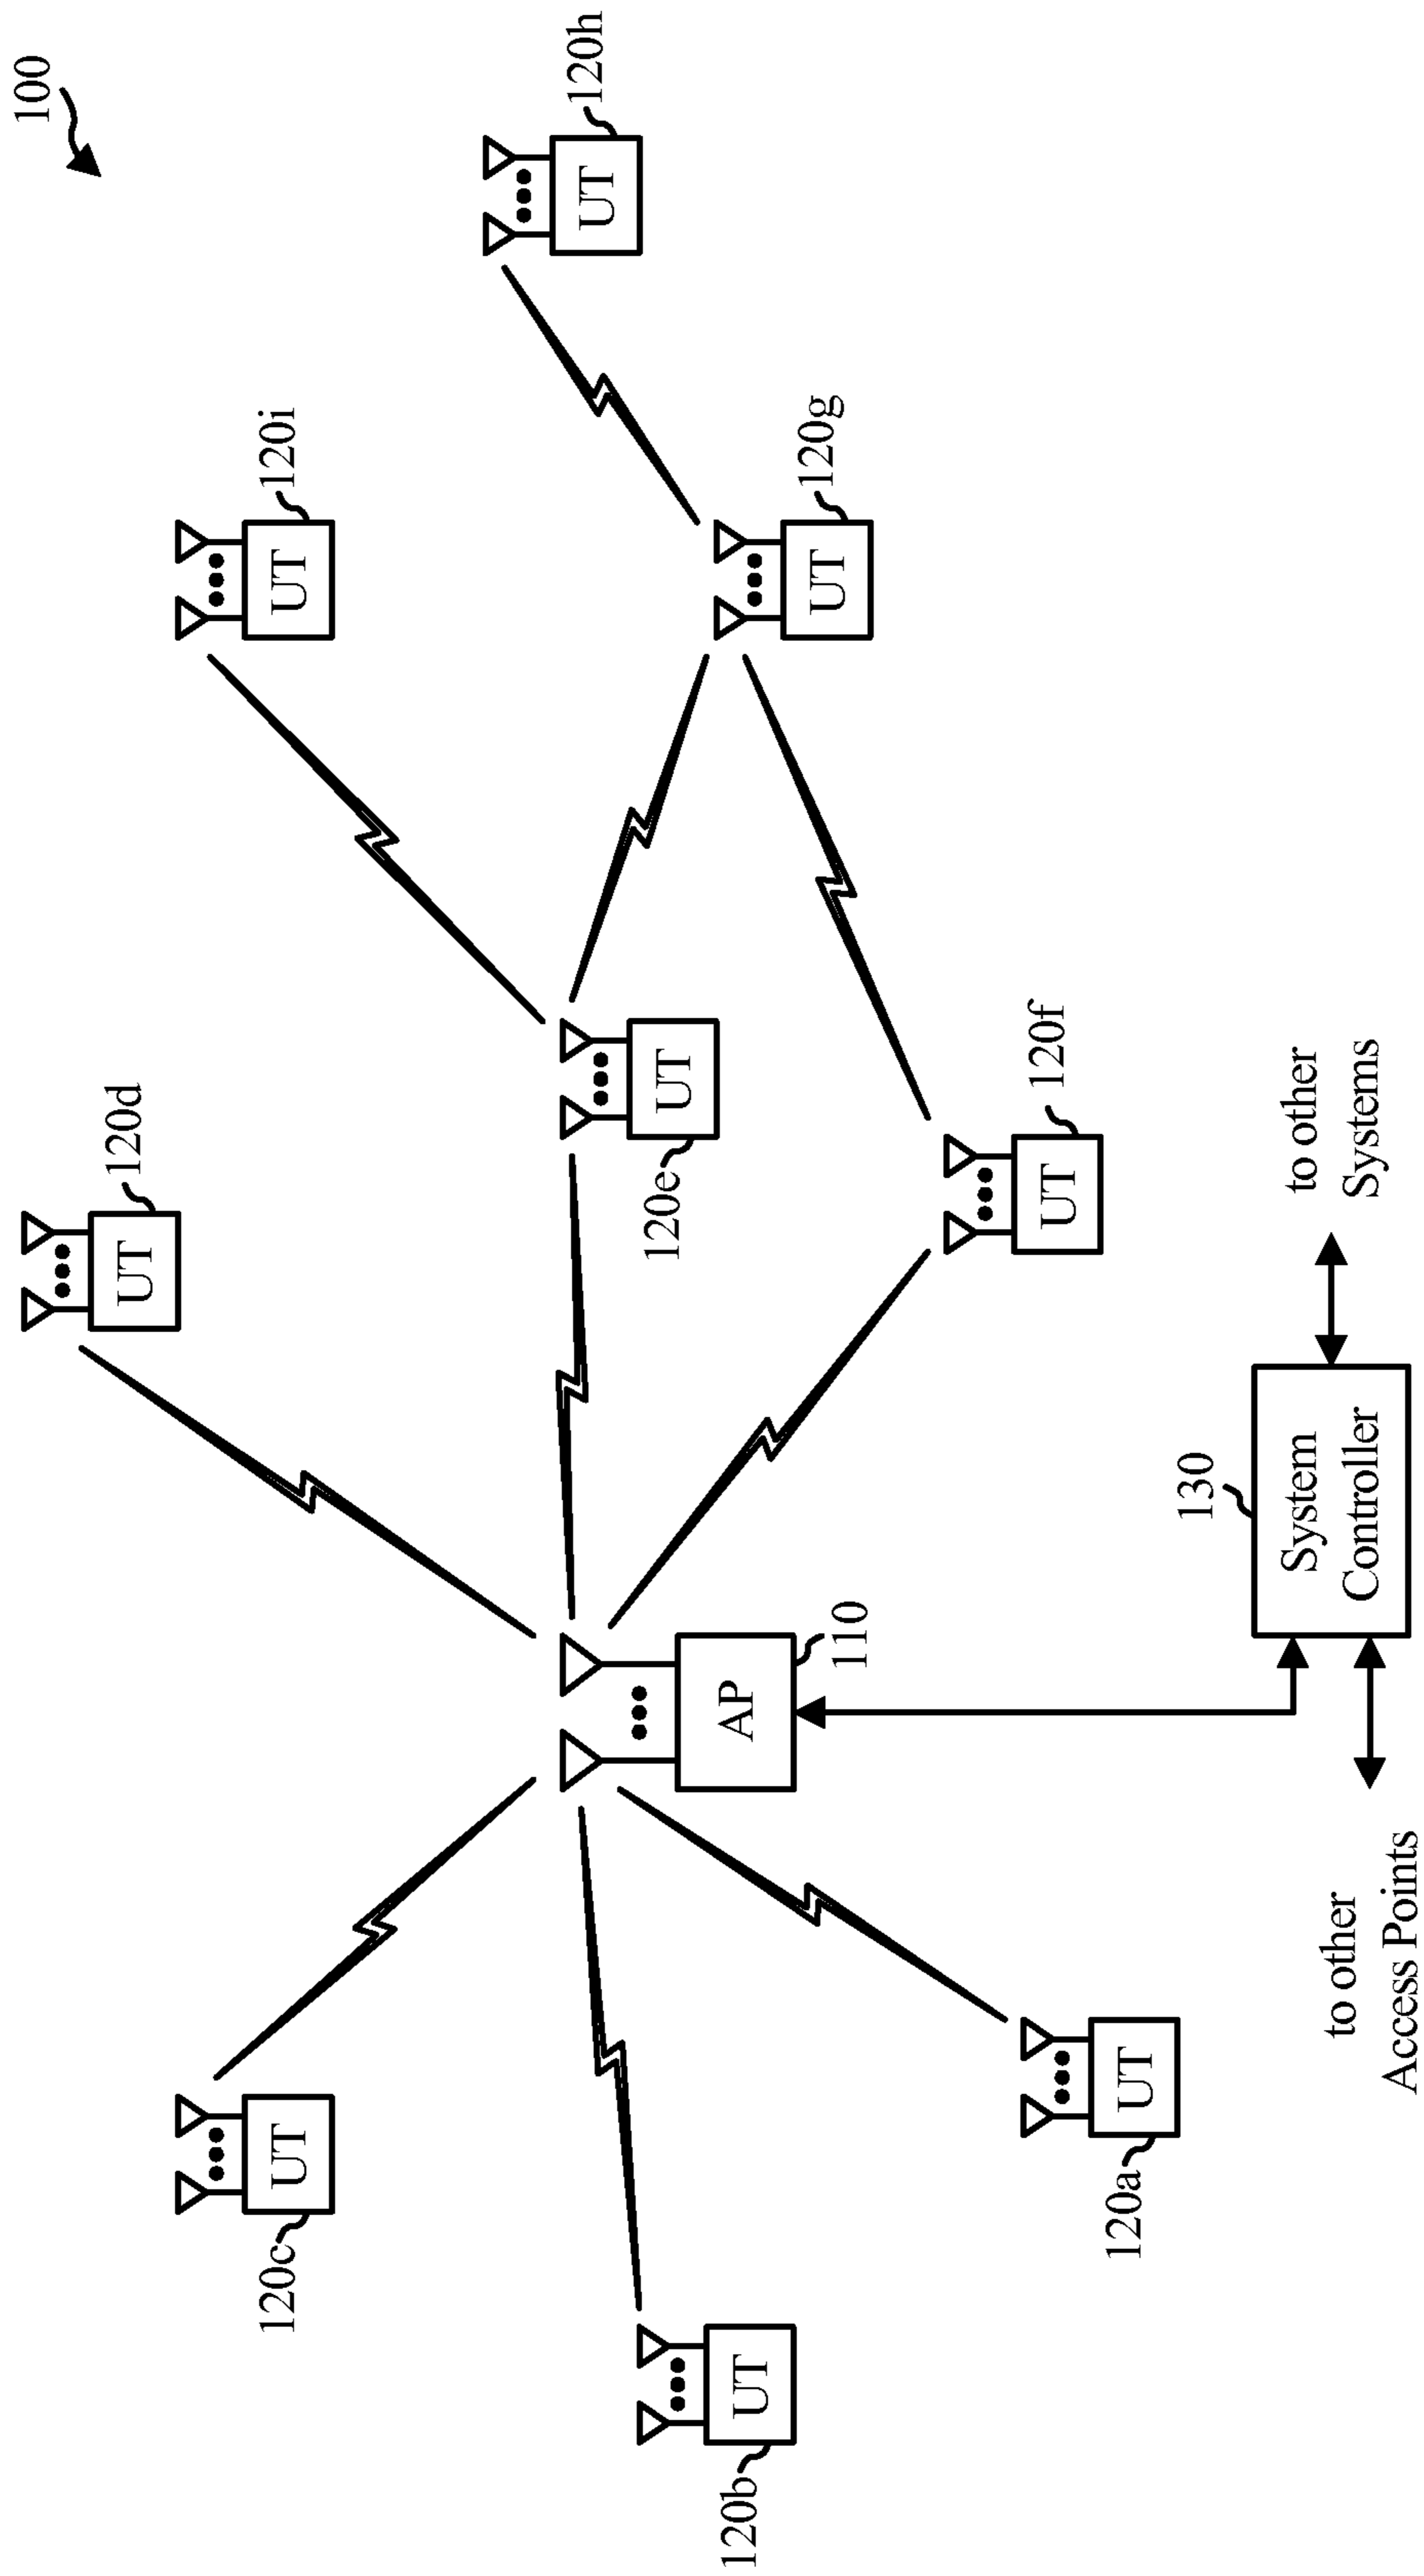 100
UT
120d
UT
120c
UT
120i
UT
120h
UT
120b
AP
110
UT
120e
UT
120g
UT
120a
UT
120f
130
System
Controller
to other
Access Points
to other
Systems